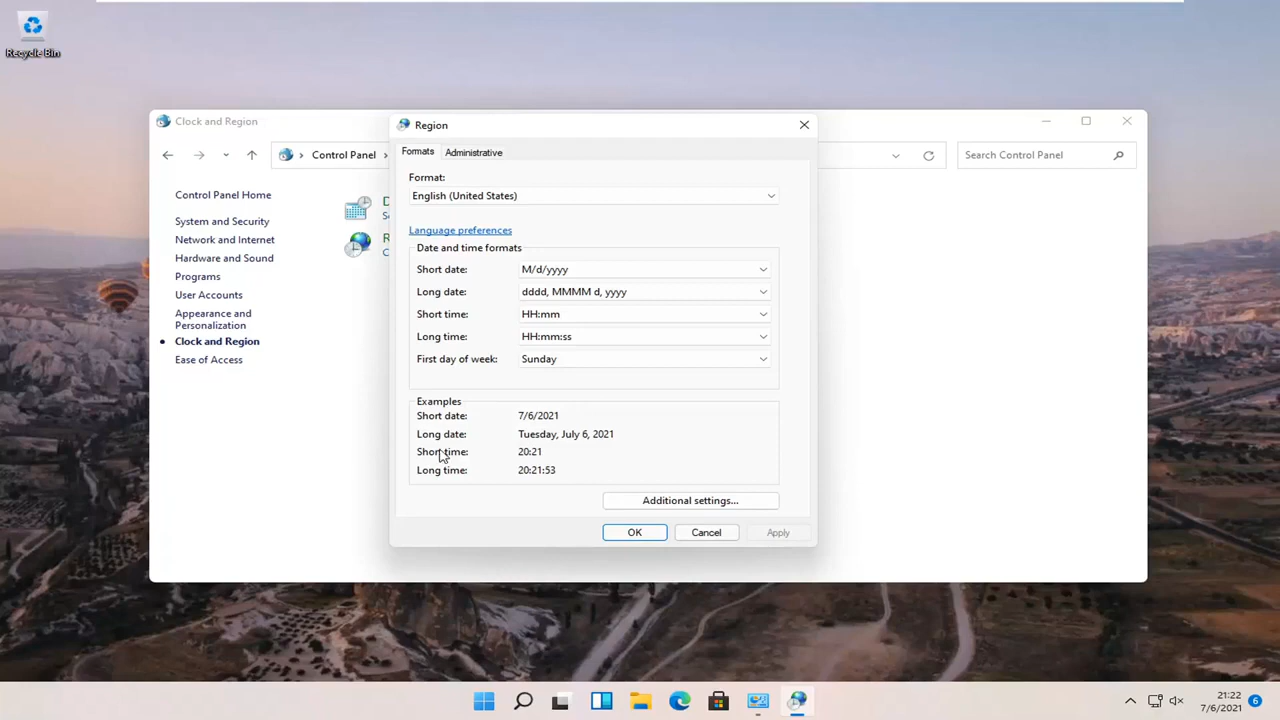 Recycle Bin
Clock and Region
Control Panel
Search Control Panel
Control Panel Home
System and Security
Network and Internet
Hardware and Sound
Programs
User Accounts
Appearance and
Personalization
Clock and Region
Ease of Access
D
Se
R
C
Region
Formats Administrative
Format:
English (United States)
Language preferences
Date and time formats
Short date: M/d/yyyy
Long date: dddd, MMMM d, yyyy
Short time: HH:mm
Long time: HH:mm:ss
First day of week: Sunday
Examples
Short date: 7/6/2021
Long date: Tuesday, July 6, 2021
Short time: 20:21
Long time: 20:21:53
Additional settings...
OK Cancel Apply
21:22
7/6/2021
6